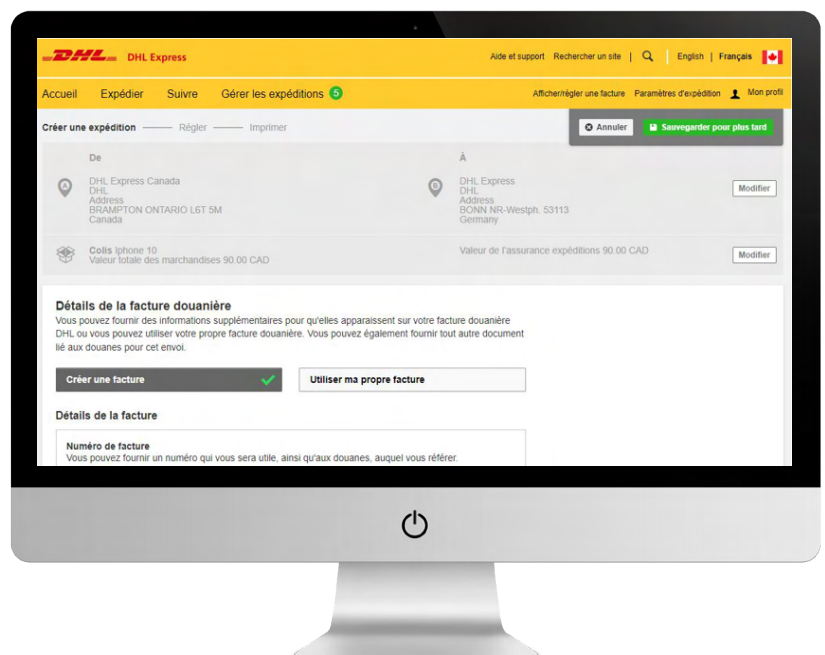 DHL DHL Express
Aide et support Rechercher un site | English | Français
Accueil Expédier Suivre Gérer les expéditions 5
Afficher/régler une facture Paramètres d'expédition Mon profil
Créer une expédition Régler Imprimer
Annuler Sauvegarder pour plus tard
De
A
DHL Express Canada
DHL
Address
BRAMPTON ONTARIO L6T 5M
Canada
À
B
DHL Express
DHL
Address
BONN NR-Westph. 53113
Germany
Modifier
Colis Iphone 10
Valeur totale des marchandises 90.00 CAD
Valeur de l'assurance expéditions 90.00 CAD
Modifier
Détails de la facture douanière
Vous pouvez fournir des informations supplémentaires pour qu'elles apparaissent sur votre facture douanière
DHL ou vous pouvez utiliser votre propre facture douanière. Vous pouvez également fournir tout autre document
lié aux douanes pour cet envoi.
Créer une facture
Utiliser ma propre facture
Détails de la facture
Numéro de facture
Vous pouvez fournir un numéro qui vous sera utile, ainsi qu'aux douanes, auquel vous référer.